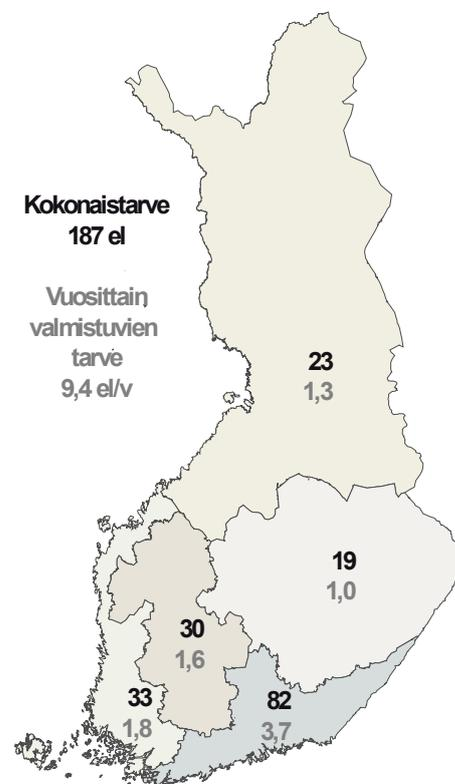 Kokonaistarve
187 el
Vuosittain
valmistuvien
tarve
9,4 el/v
23
1,3
19
1,0
30
1,6
33
1,8
82
3,7